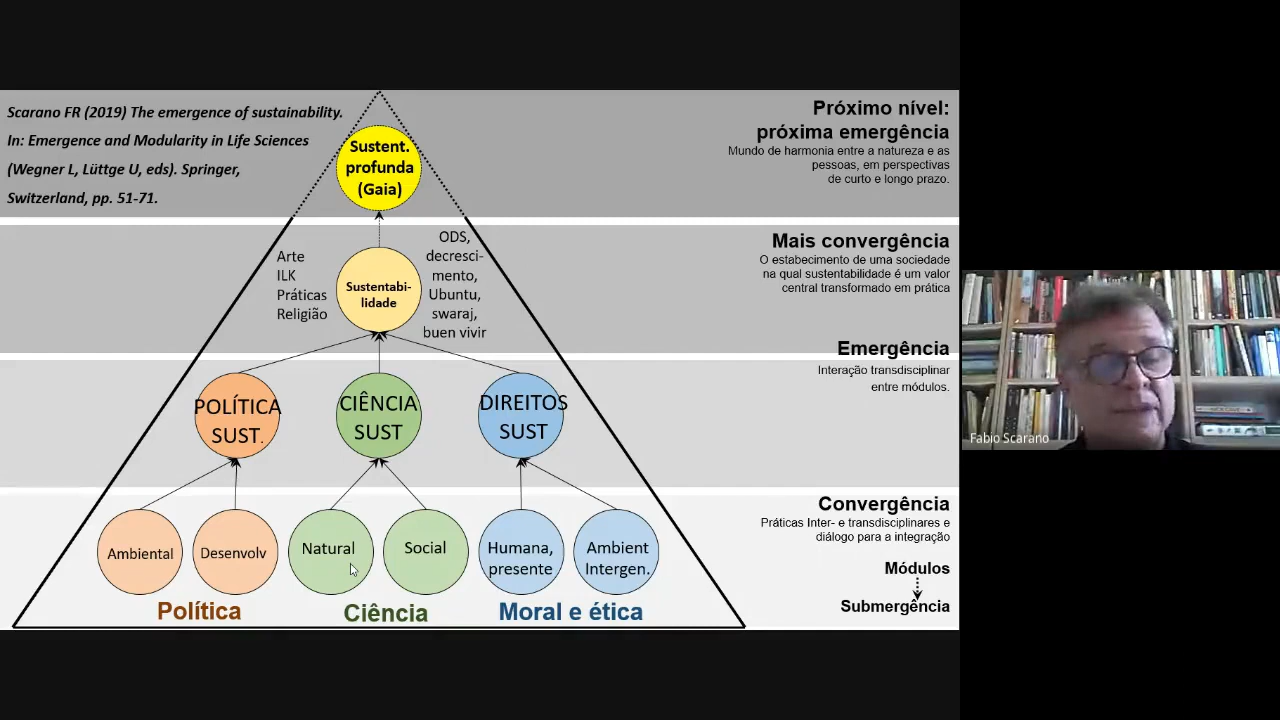 Scarano FR (2019) The emergence of sustainability.
In: Emergence and Modularity in Life Sciences
(Wegner L, Lüttge U, eds). Springer,
Switzerland, pp. 51-71.
Sustent.
profunda
(Gaia)
Próximo nível:
próxima emergência
Mundo de harmonia entre a natureza e as
pessoas, em perspectivas
de curto e longo prazo.
Arte
ILK
Práticas
Religião
Sustentabi-
lidade
ODS,
decresci-
mento,
Ubuntu,
swaraj,
buen vivir
Mais convergência
O estabecimento de uma sociedade
na qual sustentabilidade é um valor
central transformado em prática
POLÍTICA
SUST.
CIÊNCIA
SUST
DIREITOS
SUST
Emergência
Interação transdisciplinar
entre módulos.
Ambiental
Desenvolv
Natural
Social
Humana,
presente
Ambient
Intergen.
Política
Ciência
Moral e ética
Convergência
Práticas Inter- e transdisciplinares e
diálogo para a integração
Módulos
Submergência
Fabio Scarano